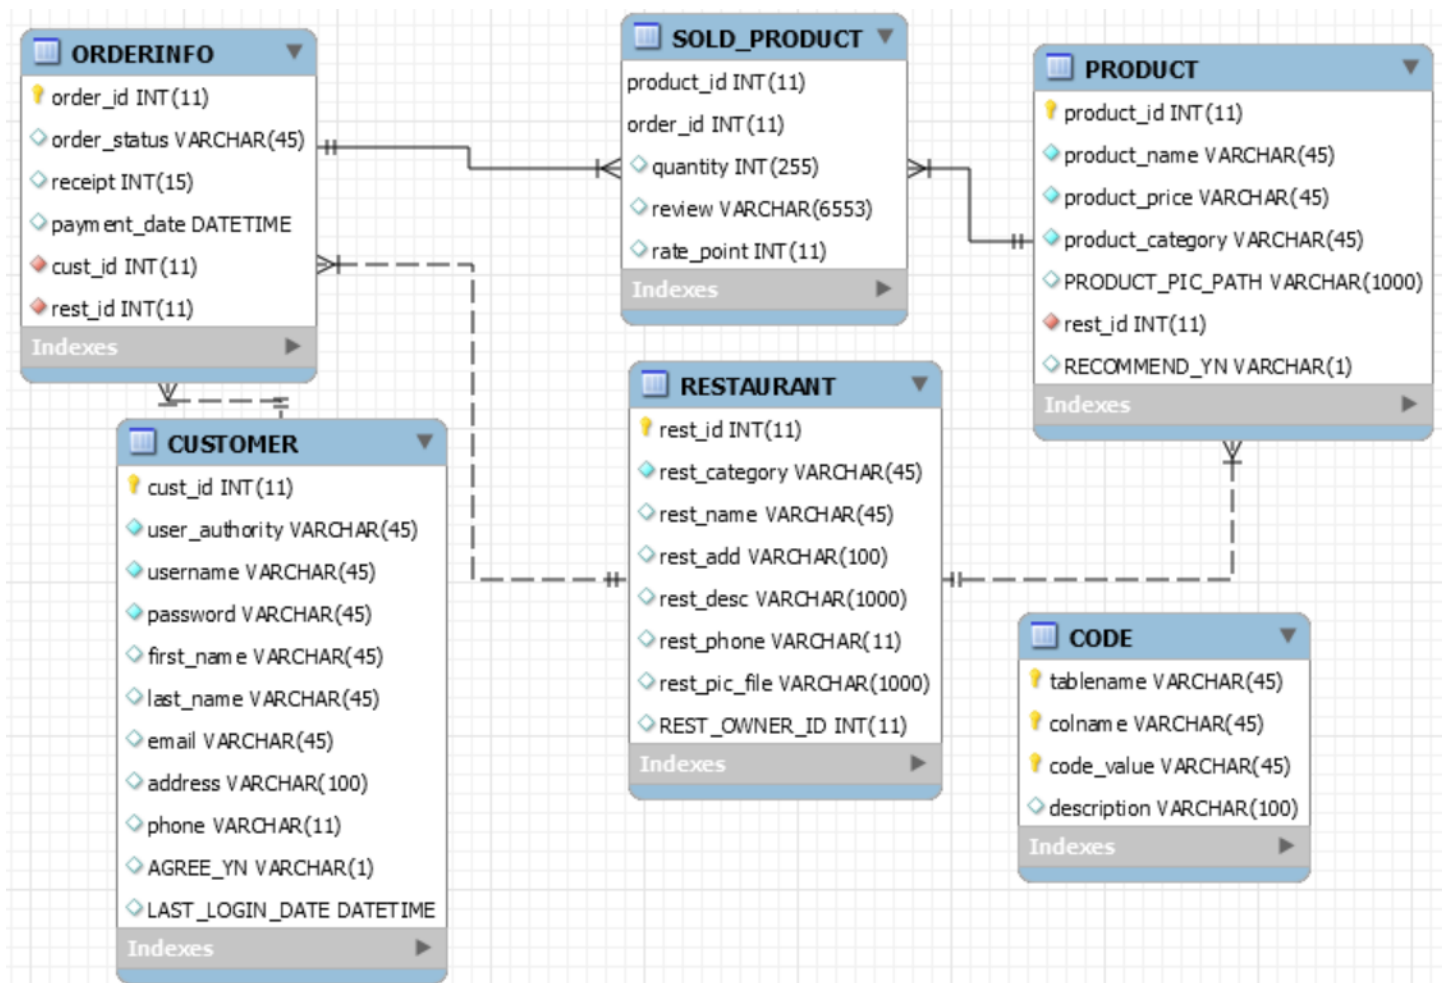 ORDERINFO
order_id INT(11)
order_status VARCHAR(45)
receipt INT(15)
payment_date DATETIME
cust_id INT(11)
rest_id INT(11)
Indexes
SOLD_PRODUCT
product_id INT(11)
order_id INT(11)
quantity INT(255)
review VARCHAR(6553)
rate_point INT(11)
Indexes
PRODUCT
product_id INT(11)
product_name VARCHAR(45)
product_price VARCHAR(45)
product_category VARCHAR(45)
PRODUCT_PIC_PATH VARCHAR(1000)
rest_id INT(11)
RECOMMEND_YN VARCHAR(1)
Indexes
CUSTOMER
cust_id INT(11)
user_authority VARCHAR(45)
username VARCHAR(45)
password VARCHAR(45)
first_name VARCHAR(45)
last_name VARCHAR(45)
email VARCHAR(45)
address VARCHAR(100)
phone VARCHAR(11)
AGREE_YN VARCHAR(1)
LAST_LOGIN_DATE DATETIME
Indexes
RESTAURANT
rest_id INT(11)
rest_category VARCHAR(45)
rest_name VARCHAR(45)
rest_add VARCHAR(100)
rest_desc VARCHAR(1000)
rest_phone VARCHAR(11)
rest_pic_file VARCHAR(1000)
REST_OWNER_ID INT(11)
Indexes
CODE
tablename VARCHAR(45)
colname VARCHAR(45)
code_value VARCHAR(45)
description VARCHAR(100)
Indexes